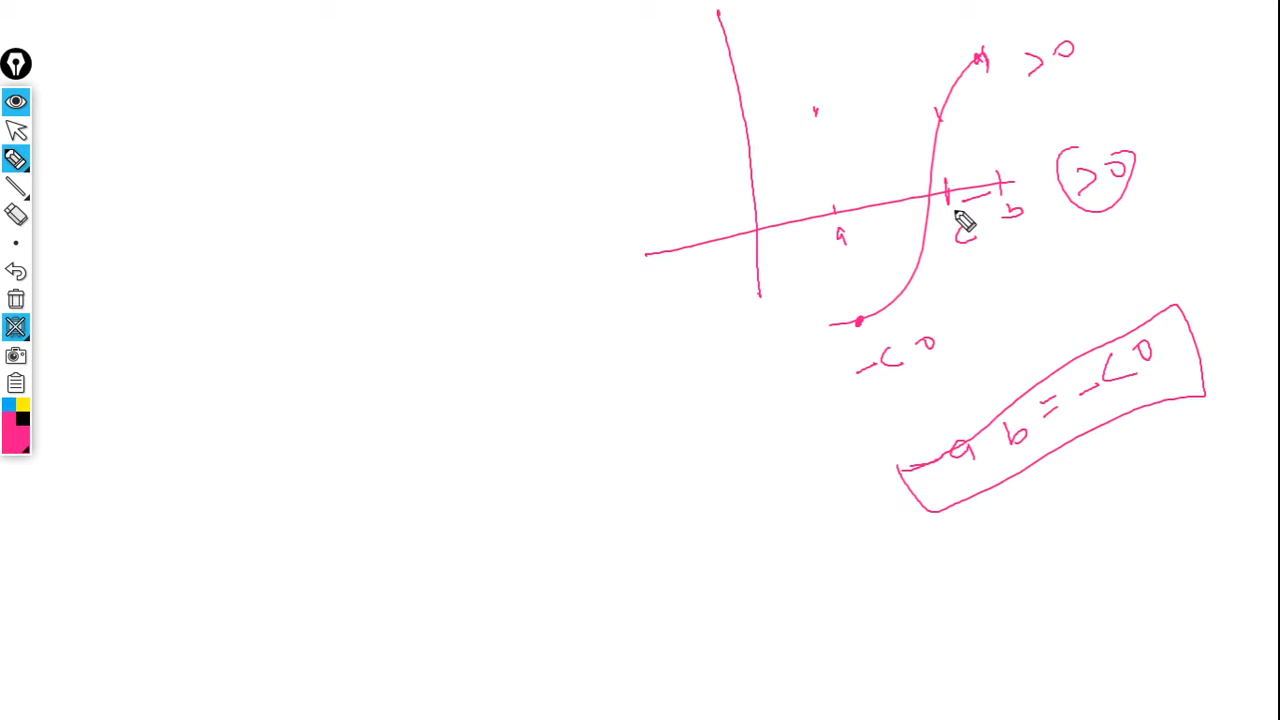 > 0
> 0
a
c
b
- < 0
a b = - < 0